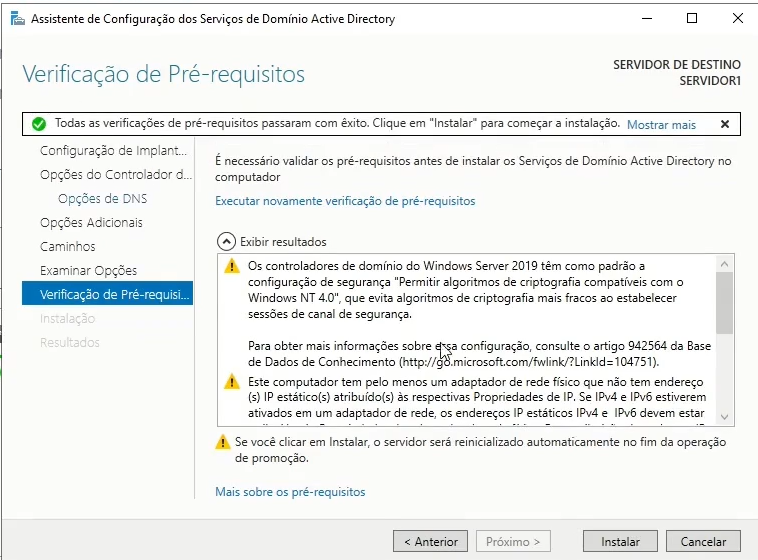 Assistente de Configuração dos Serviços de Domínio Active Directory
Verificação de Pré-requisitos
SERVIDOR DE DESTINO
SERVIDOR1
Todas as verificações de pré-requisitos passaram com êxito. Clique em "Instalar" para começar a instalação. Mostrar mais
Configuração de Implant...
Opções do Controlador d...
Opções de DNS
Opções Adicionais
Caminhos
Examinar Opções
Verificação de Pré-requisi...
Instalação
Resultados
É necessário validar os pré-requisitos antes de instalar os Serviços de Domínio Active Directory no
computador
Executar novamente verificação de pré-requisitos
Exibir resultados
Os controladores de domínio do Windows Server 2019 têm como padrão a
configuração de segurança "Permitir algoritmos de criptografia compatíveis com o
Windows NT 4.0", que evita algoritmos de criptografia mais fracos ao estabelecer
sessões de canal de segurança.
Para obter mais informações sobre essa configuração, consulte o artigo 942564 da Base
de Dados de Conhecimento (http://go.microsoft.com/fwlink/?LinkId=104751).
Este computador tem pelo menos um adaptador de rede físico que não tem endereço
(s) IP estático(s) atribuído(s) às respectivas Propriedades de IP. Se IPv4 e IPv6 estiverem
ativados em um adaptador de rede, os endereços IP estáticos IPv4 e IPv6 devem estar
Se você clicar em Instalar, o servidor será reinicializado automaticamente no fim da operação
de promoção.
Mais sobre os pré-requisitos
< Anterior
Próximo >
Instalar
Cancelar